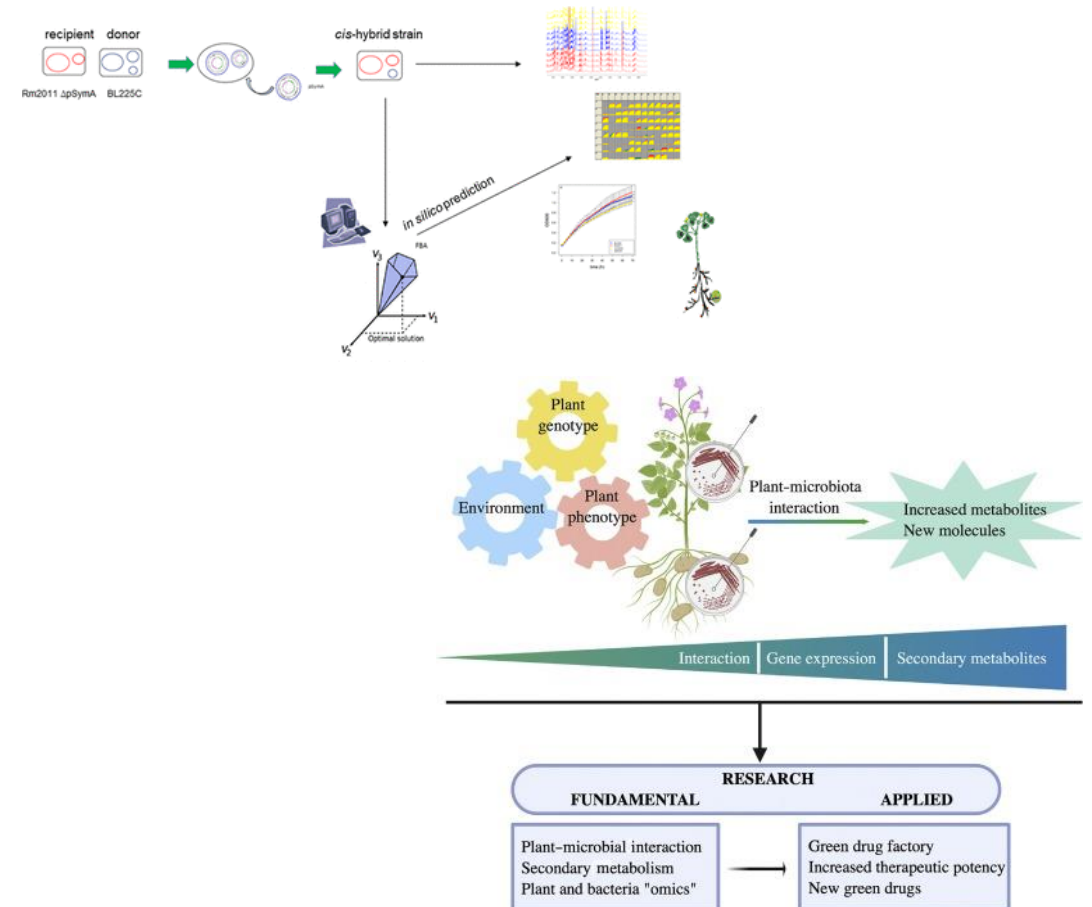 recipient donor
cis-hybrid strain
Rm2011 ΔpSymA BL225C
pSymA
in silico prediction
FBA
V3
V1
Optimal solution
V2
time (h)
Plant
genotype
Environment
Plant
phenotype
Plant–microbiota
interaction
Increased metabolites
New molecules
Interaction
Gene expression
Secondary metabolites
RESEARCH
FUNDAMENTAL
APPLIED
Plant–microbial interaction
Secondary metabolism
Plant and bacteria "omics"
Green drug factory
Increased therapeutic potency
New green drugs